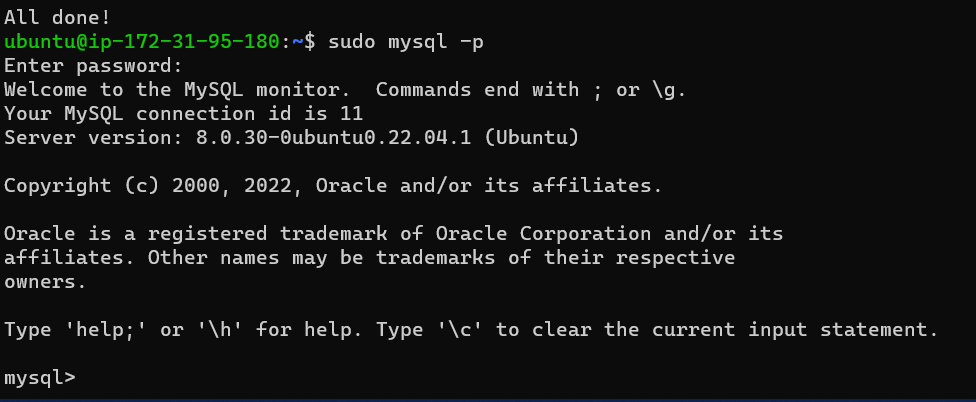 All done!
ubuntu@ip-172-31-95-180:~$ sudo mysql -p
Enter password:
Welcome to the MySQL monitor.  Commands end with ; or \g.
Your MySQL connection id is 11
Server version: 8.0.30-0ubuntu0.22.04.1 (Ubuntu)
Copyright (c) 2000, 2022, Oracle and/or its affiliates.
Oracle is a registered trademark of Oracle Corporation and/or its
affiliates. Other names may be trademarks of their respective
owners.
Type 'help;' or '\h' for help. Type '\c' to clear the current input statement.
mysql>